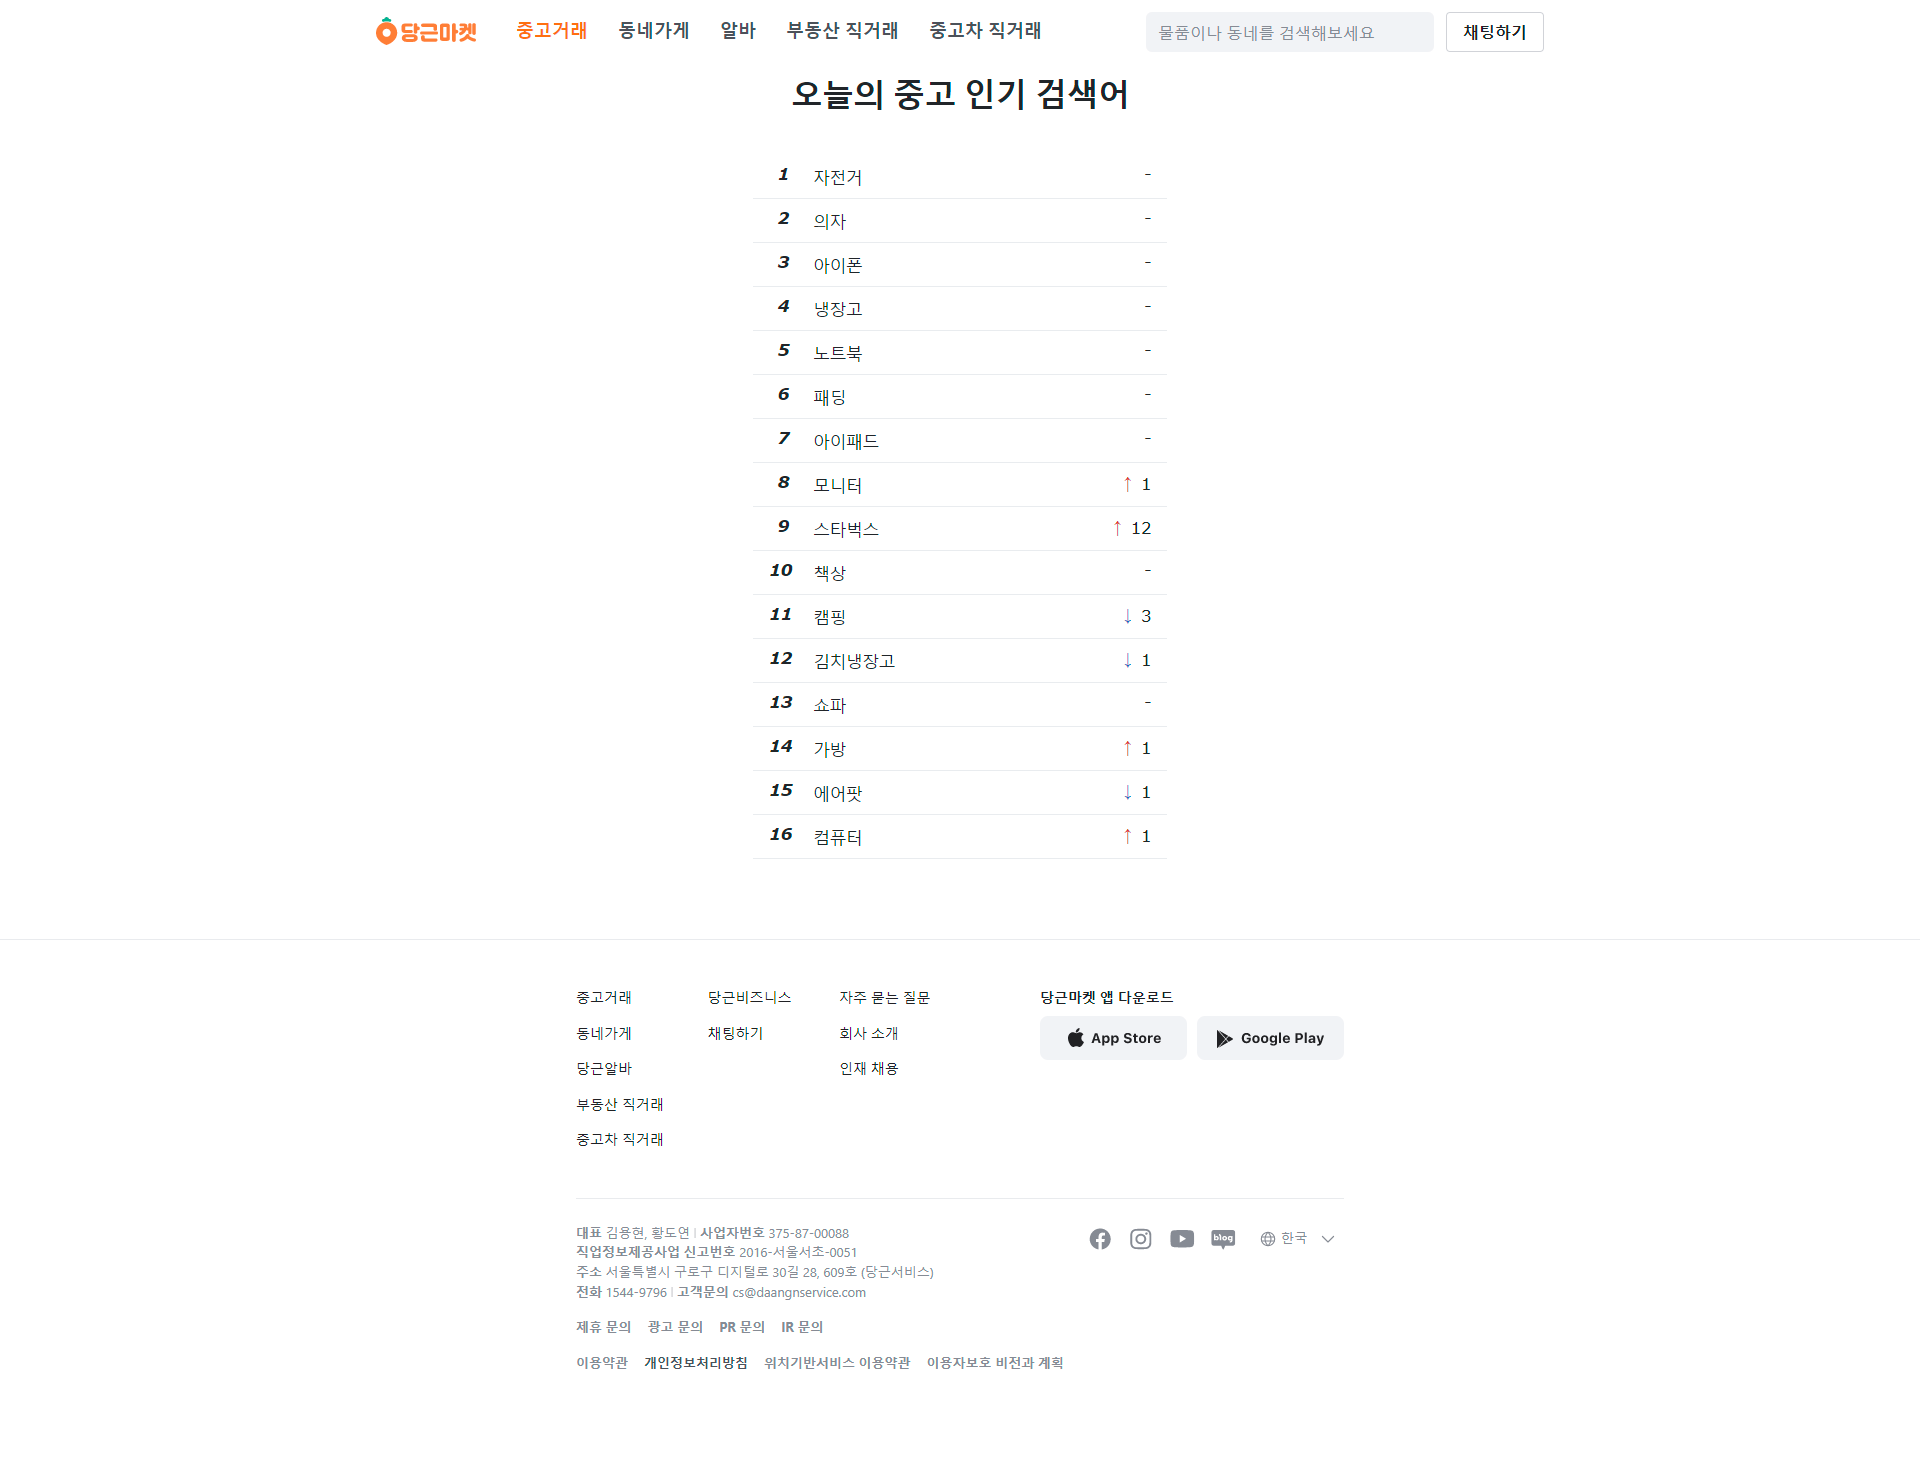 당근마켓 중고거래 동네가게 알바 부동산 직거래 중고차 직거래 물품이나 동네를 검색해보세요 채팅하기
오늘의 중고 인기 검색어
1 자전거 -
2 의자 -
3 아이폰 -
4 냉장고 -
5 노트북 -
6 패딩 -
7 아이패드 -
8 모니터 ↑ 1
9 스타벅스 ↑ 12
10 책상 -
11 캠핑 ↓ 3
12 김치냉장고 ↓ 1
13 쇼파 -
14 가방 ↑ 1
15 에어팟 ↓ 1
16 컴퓨터 ↑ 1
중고거래 당근비즈니스 자주 묻는 질문 당근마켓 앱 다운로드
동네가게 채팅하기 회사 소개 App Store Google Play
당근알바 인재 채용
부동산 직거래
중고차 직거래
대표 김용현, 황도연 | 사업자번호 375-87-00088 blog 한국
직업정보제공사업 신고번호 2016-서울서초-0051
주소 서울특별시 구로구 디지털로 30길 28, 609호 (당근서비스)
전화 1544-9796 | 고객문의 cs@daangnservice.com
제휴 문의 광고 문의 PR 문의 IR 문의
이용약관 개인정보처리방침 위치기반서비스 이용약관 이용자보호 비전과 계획